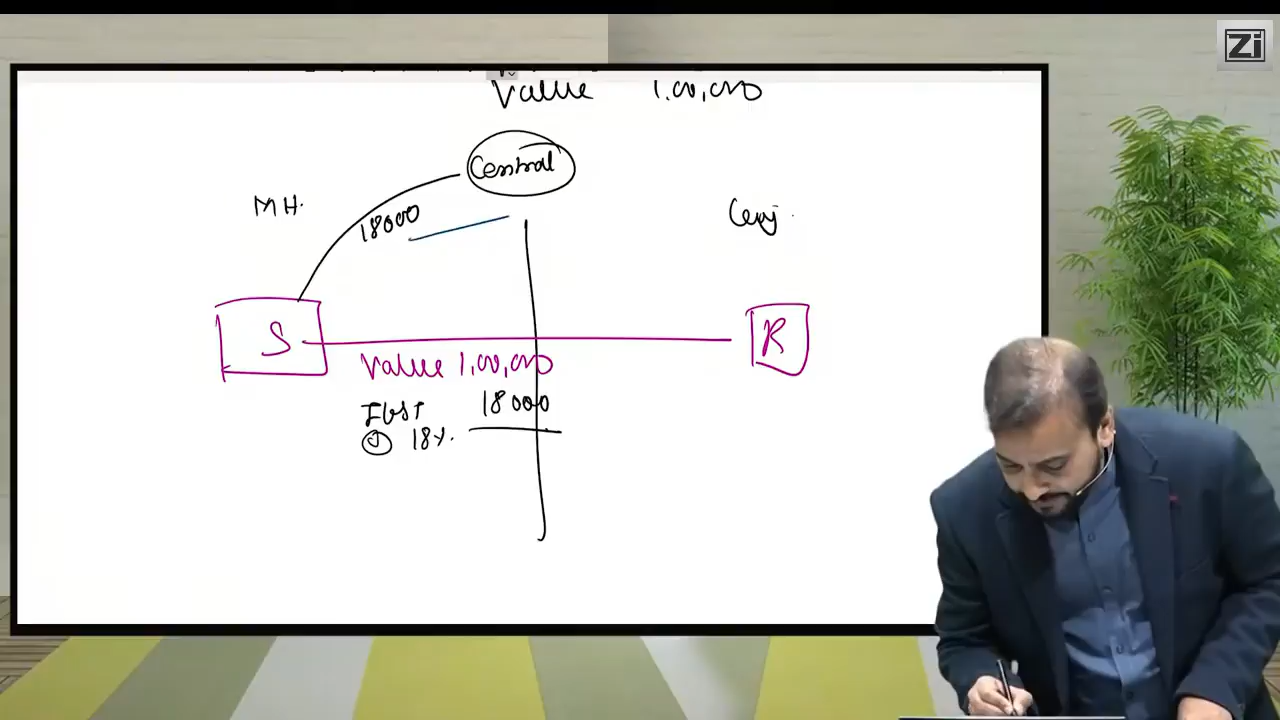 Zi
Value 1,00,000
Central
MH.
Guj.
18000
S
R
Value 1,00,000
IGST 18000
@ 18%.